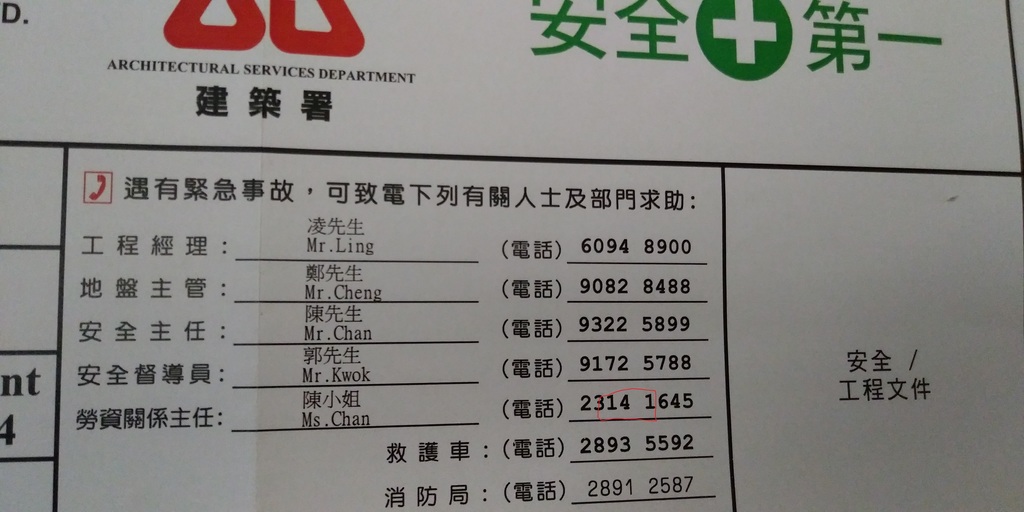 D.
ARCHITECTURAL SERVICES DEPARTMENT
建築署
安全第一
遇有緊急事故，可致電下列有關人士及部門求助：
工程經理： 凌先生 Mr.Ling (電話) 6094 8900
地盤主管： 鄭先生 Mr.Cheng (電話) 9082 8488
安全主任： 陳先生 Mr.Chan (電話) 9322 5899
安全督導員： 郭先生 Mr.Kwok (電話) 9172 5788
勞資關係主任： 陳小姐 Ms.Chan (電話) 2314 1645
救護車：(電話) 2893 5592
消防局：(電話) 2891 2587
安全 /
工程文件
nt
4